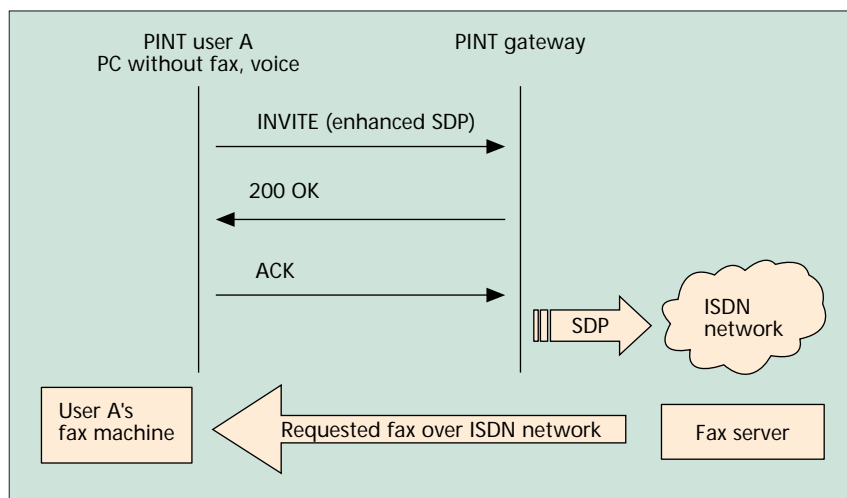 PINT user A
PC without fax, voice
PINT gateway
INVITE (enhanced SDP)
200 OK
ACK
SDP
ISDN
network
User A's
fax machine
Requested fax over ISDN network
Fax server